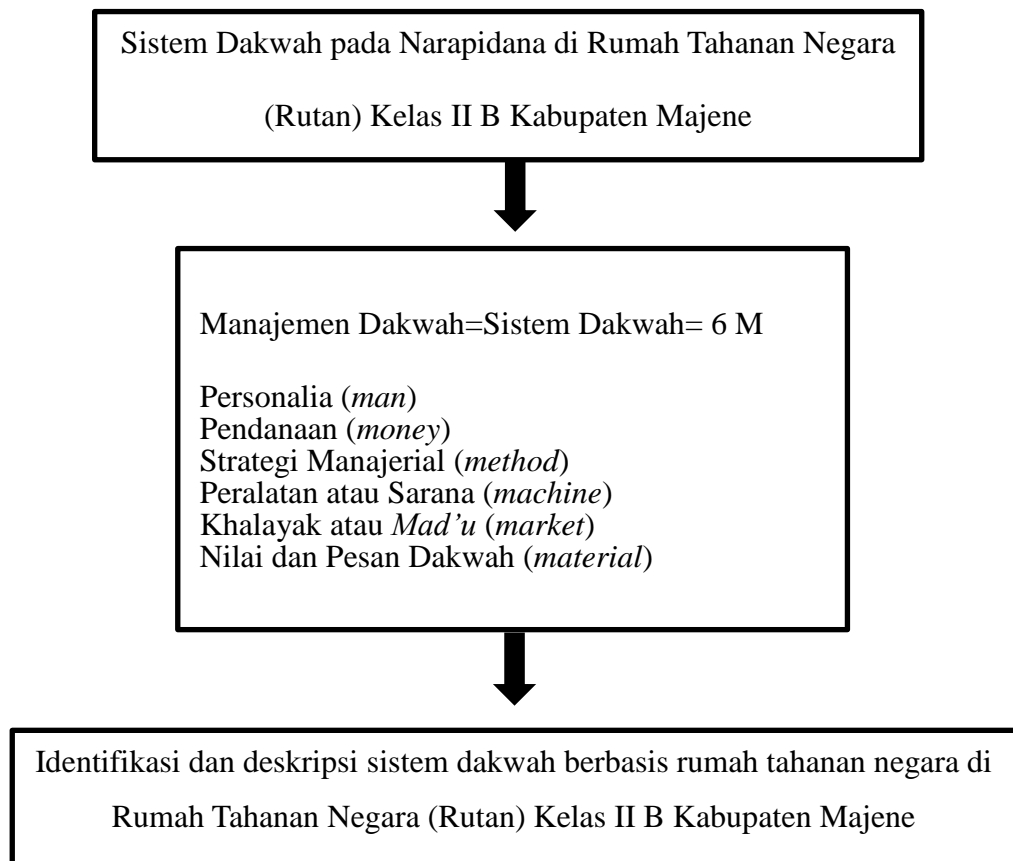 Sistem Dakwah pada Narapidana di Rumah Tahanan Negara
(Rutan) Kelas II B Kabupaten Majene
Manajemen Dakwah=Sistem Dakwah= 6 M
Personalia (man)
Pendanaan (money)
Strategi Manajerial (method)
Peralatan atau Sarana (machine)
Khalayak atau Mad’u (market)
Nilai dan Pesan Dakwah (material)
Identifikasi dan deskripsi sistem dakwah berbasis rumah tahanan negara di
Rumah Tahanan Negara (Rutan) Kelas II B Kabupaten Majene